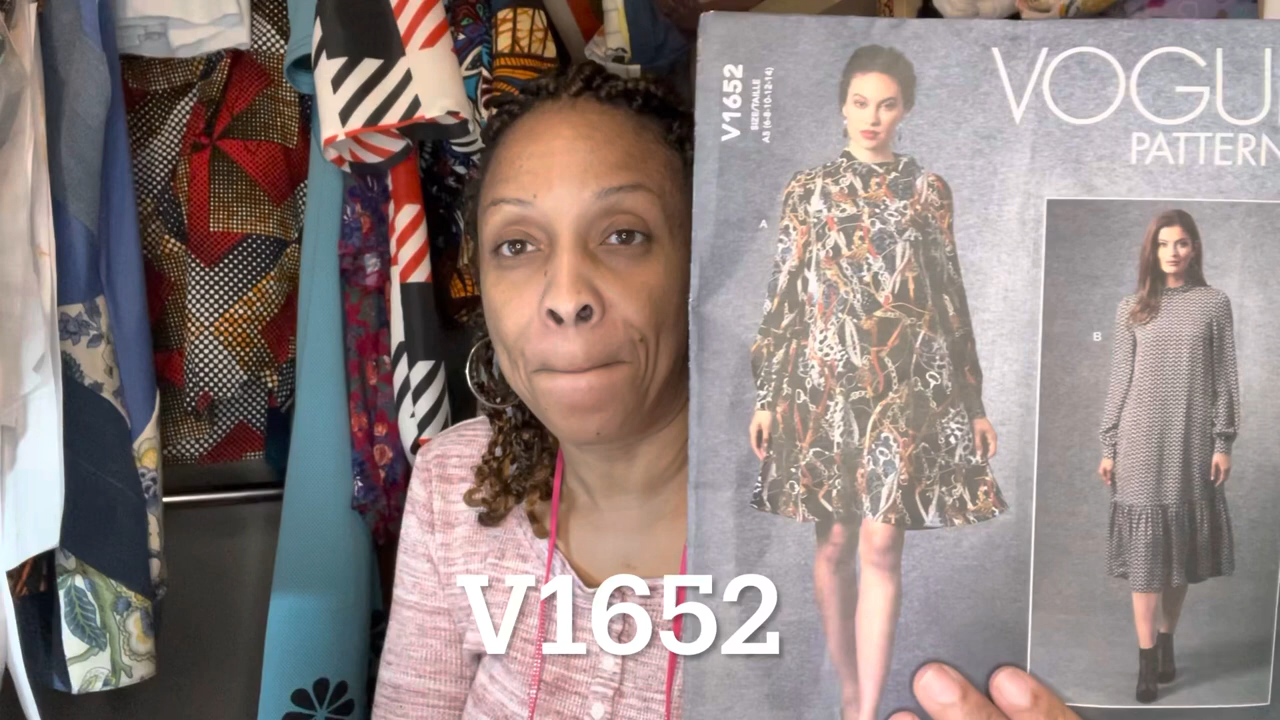 V1652
SIZE/TAILLE
A5 (6-8-10-12-14)
VOGU
PATTERN
A
B
V1652